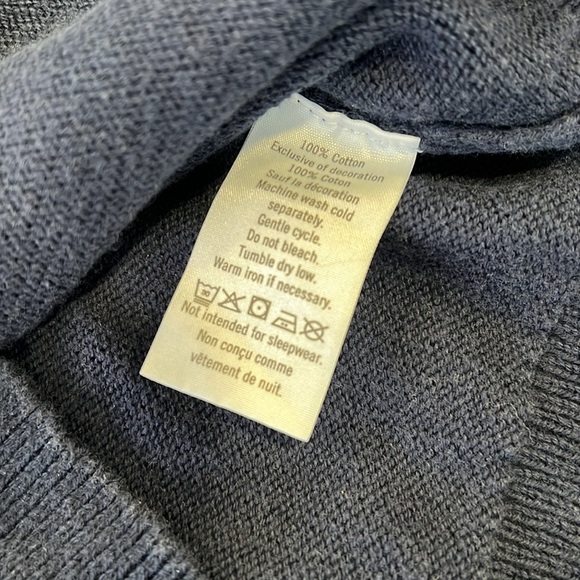 100% Cotton
Exclusive of decoration
100% Coton
Sauf la décoration
Machine wash cold
separately.
Gentle cycle.
Do not bleach.
Tumble dry low.
Warm iron if necessary.
30
Not intended for sleepwear.
Non conçu comme
vêtement de nuit.